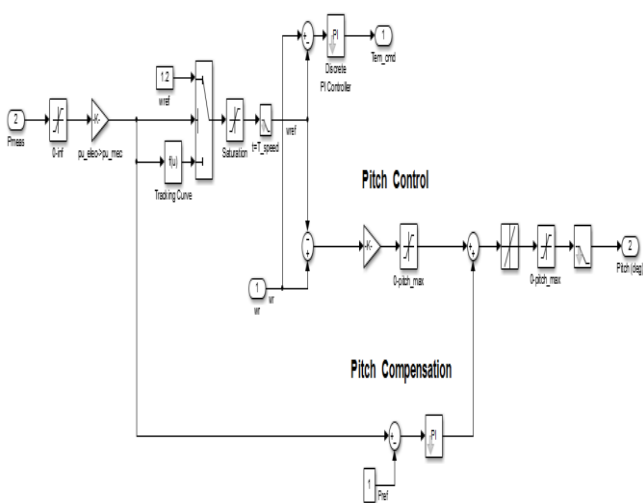 PI
Discrete
PI Controller
1
Tem_cmd
1.2
wref
2
Pmeas
0-inf
-K-
pu_elec->pu_mec
f(u)
Tracking Curve
Saturation
t=T_speed
wref
Pitch Control
-K-
0-pitch_max
0-pitch_max
2
Pitch (deg)
1
wr
wr
Pitch Compensation
PI
1
Pref